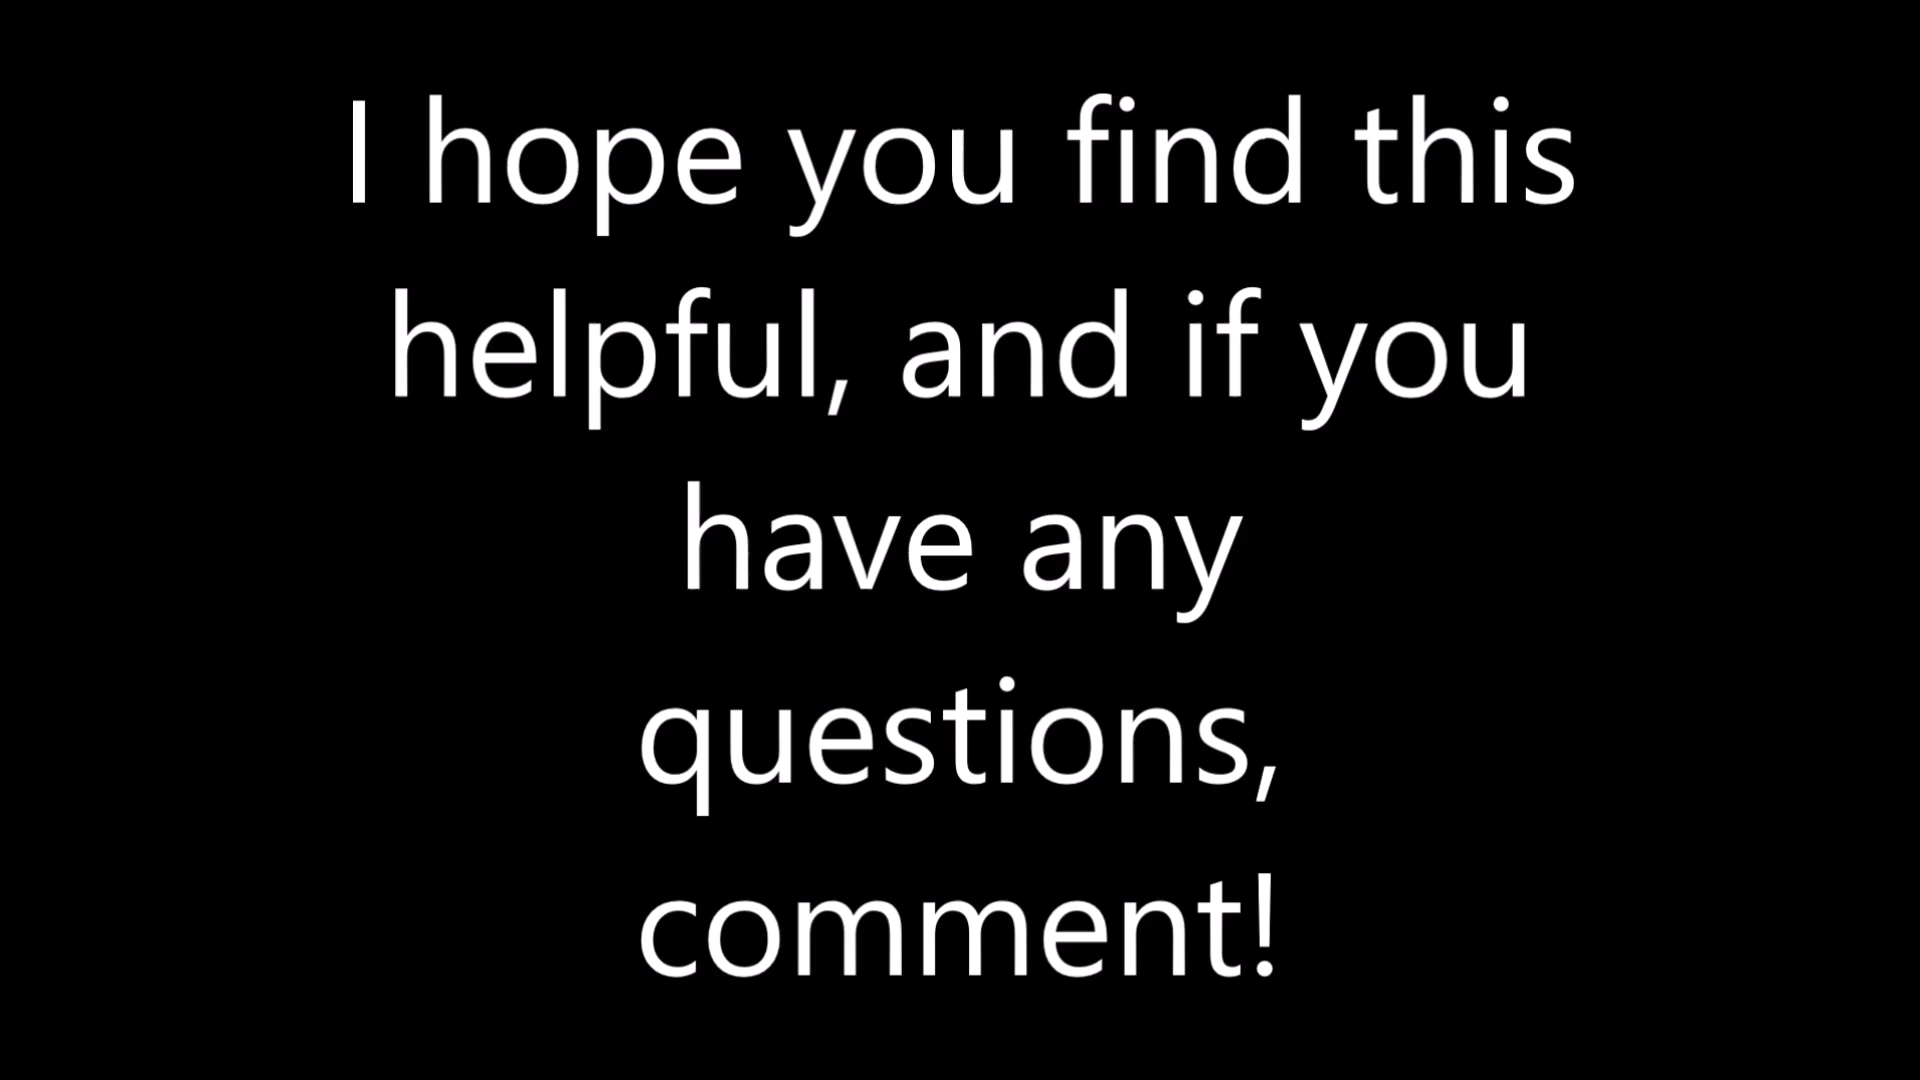 I hope you find this
helpful, and if you
have any
questions,
comment!